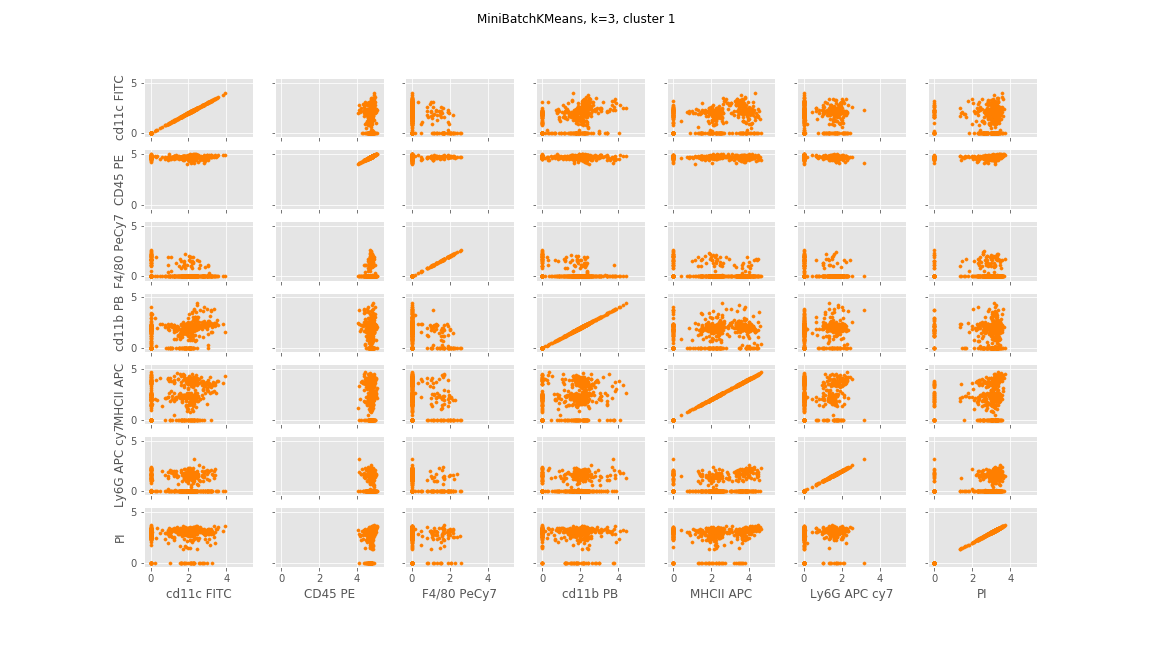 MiniBatchKMeans, k=3, cluster 1
cd11c FITC
5
0
CD45 PE
5
0
F4/80 PeCy7
5
0
cd11b PB
5
0
MHCII APC
5
0
Ly6G APC cy7
5
0
PI
5
0
0 2 4 0 2 4 0 2 4 0 2 4 0 2 4 0 2 4 0 2 4
cd11c FITC CD45 PE F4/80 PeCy7 cd11b PB MHCII APC Ly6G APC cy7 PI